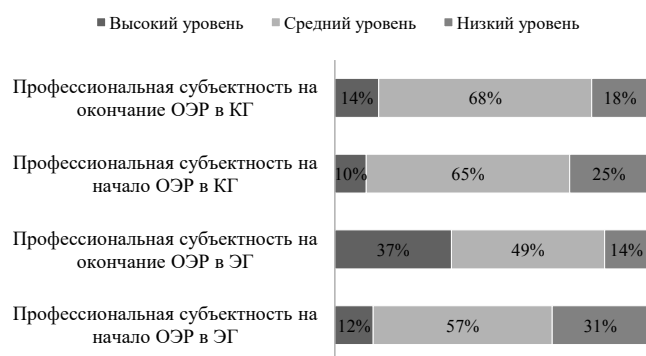 Высокий уровень Средний уровень Низкий уровень
Профессиональная субъектность на
окончание ОЭР в КГ
14% 68% 18%
Профессиональная субъектность на
начало ОЭР в КГ
10% 65% 25%
Профессиональная субъектность на
окончание ОЭР в ЭГ
37% 49% 14%
Профессиональная субъектность на
начало ОЭР в ЭГ
12% 57% 31%